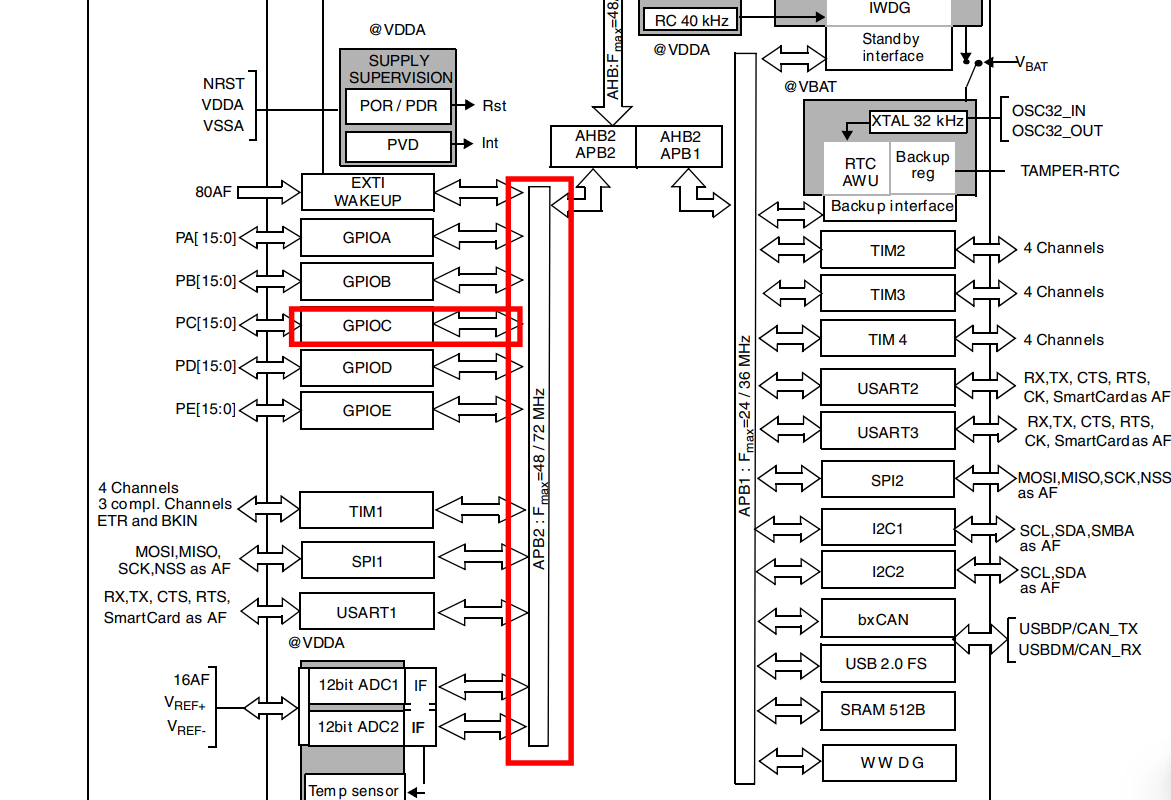 RC 40 kHz
IWDG
@VDDA
@VDDA
Standby
interface
AHB:Fmax=48/
SUPPLY
SUPERVISION
NRST
VDDA
VSSA
POR / PDR
Rst
PVD
Int
VBAT
@VBAT
OSC32_IN
OSC32_OUT
XTAL 32 kHz
AHB2
APB2
AHB2
APB1
RTC
AWU
Backup
reg
TAMPER-RTC
Backup interface
80AF
EXTI
WAKEUP
PA[ 15:0]
GPIOA
PB[15:0]
GPIOB
PC[15:0]
GPIOC
PD[15:0]
GPIOD
PE[15:0]
GPIOE
4 Channels
3 compl. Channels
ETR and BKIN
TIM1
MOSI,MISO,
SCK,NSS as AF
SPI1
RX,TX, CTS, RTS,
SmartCard as AF
USART1
@VDDA
16AF
VREF+
VREF-
12bit ADC1
IF
12bit ADC2
IF
Temp sensor
APB2 : Fmax=48 / 72 MHz
APB1 : Fmax=24 / 36 MHz
TIM2
4 Channels
TIM3
4 Channels
TIM 4
4 Channels
USART2
RX,TX, CTS, RTS,
CK, SmartCard as AF
USART3
RX,TX, CTS, RTS,
CK, SmartCard as AF
SPI2
MOSI,MISO,SCK,NSS
as AF
I2C1
SCL,SDA,SMBA
as AF
I2C2
SCL,SDA
as AF
bxCAN
USBDP/CAN_TX
USBDM/CAN_RX
USB 2.0 FS
SRAM 512B
WWDG